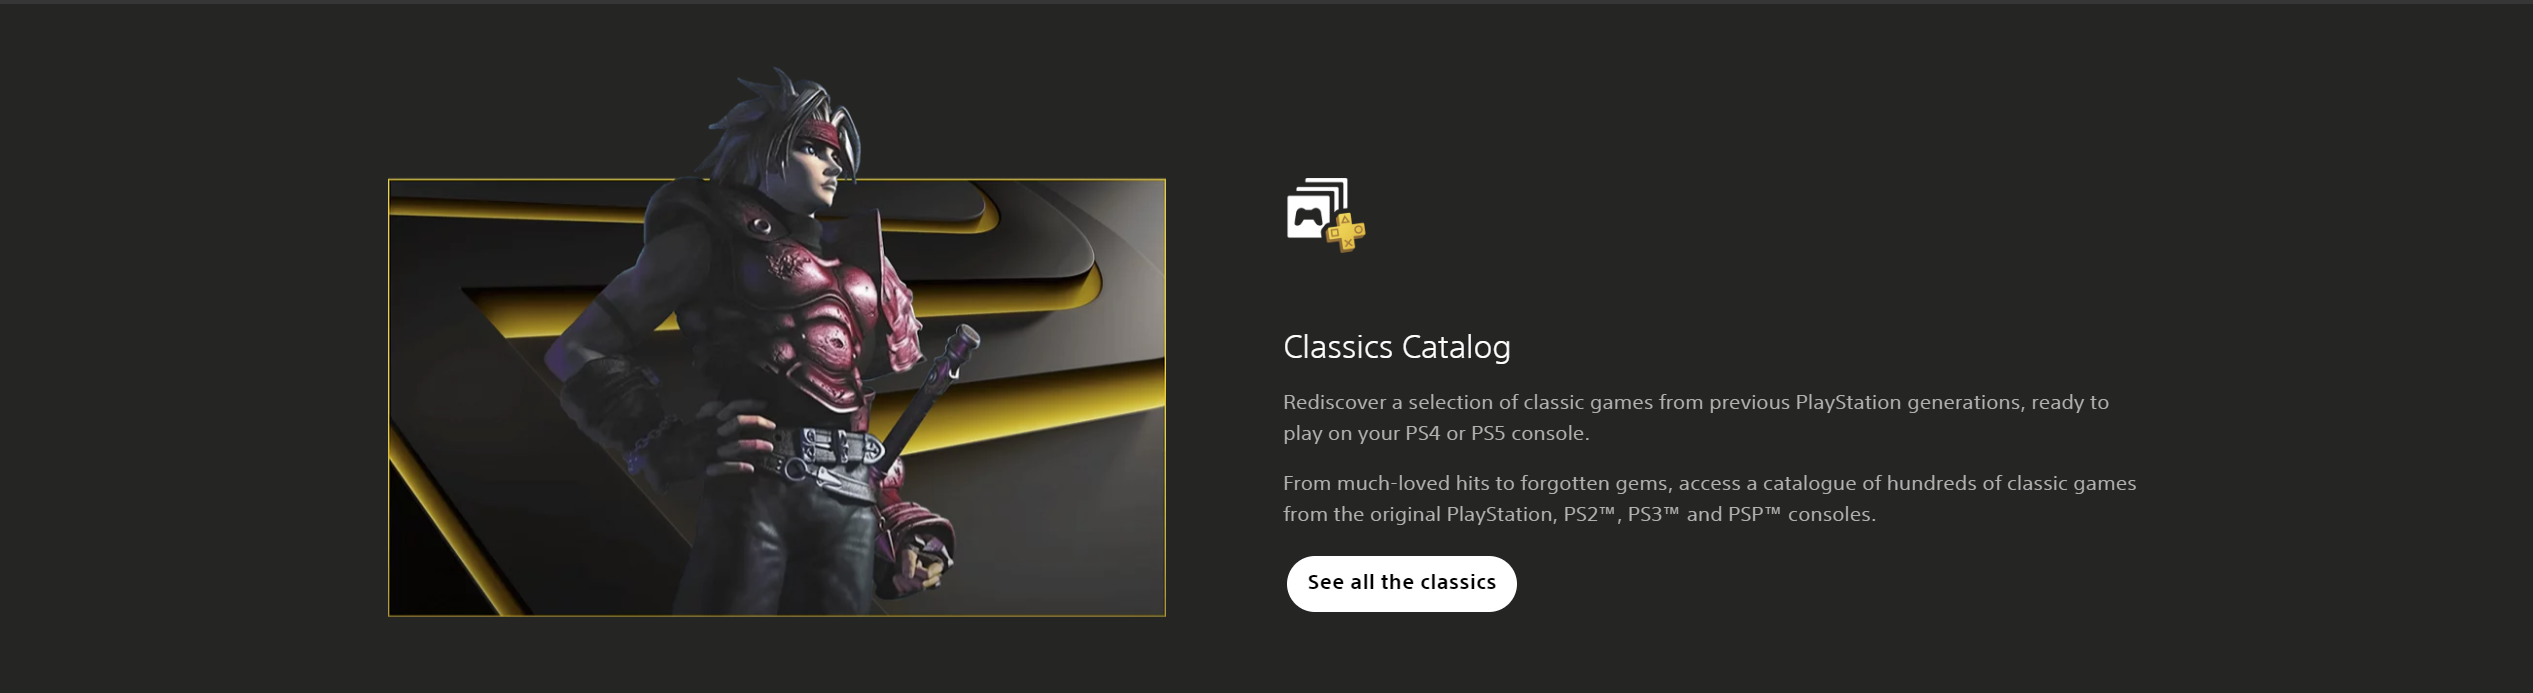 Classics Catalog
Rediscover a selection of classic games from previous PlayStation generations, ready to
play on your PS4 or PS5 console.
From much-loved hits to forgotten gems, access a catalogue of hundreds of classic games
from the original PlayStation, PS2™, PS3™ and PSP™ consoles.
See all the classics